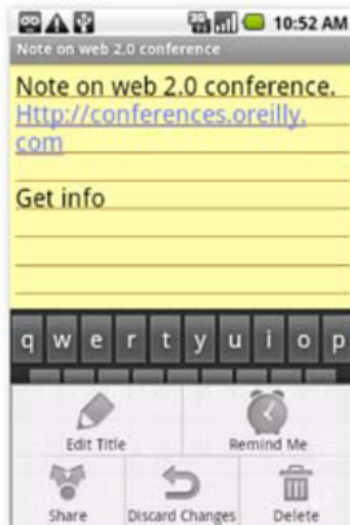 10:52 AM
Note on web 2.0 conference
Note on web 2.0 conference.
Http://conferences.oreilly.
com
Get info
q w e r t y u i o p
Edit Title Remind Me
Share Discard Changes Delete